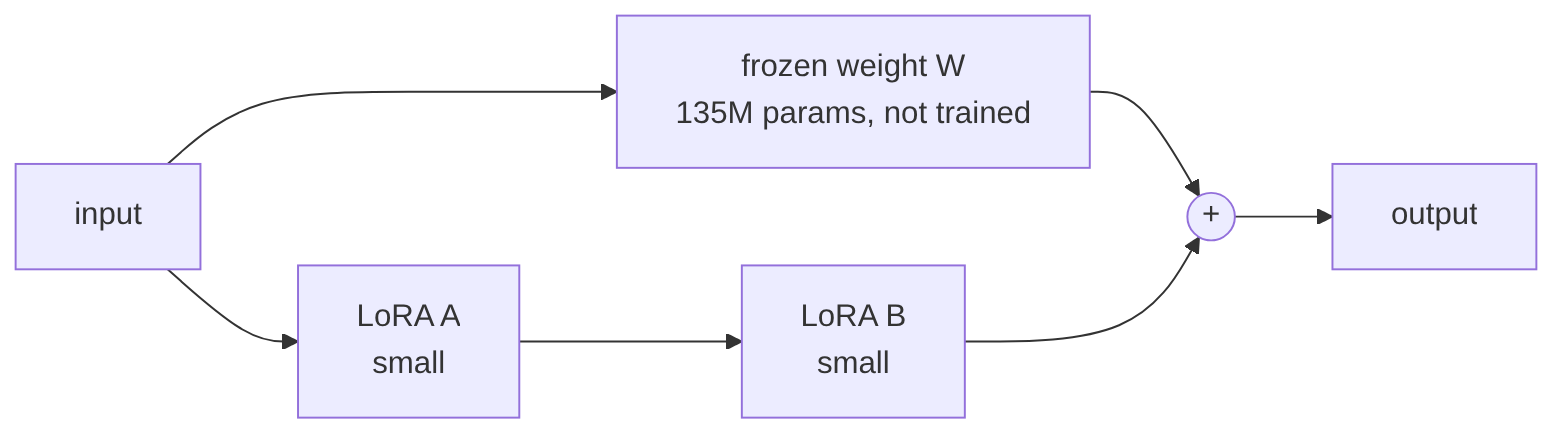 input
frozen weight W
135M params, not trained
LoRA A
small
LoRA B
small
+
output